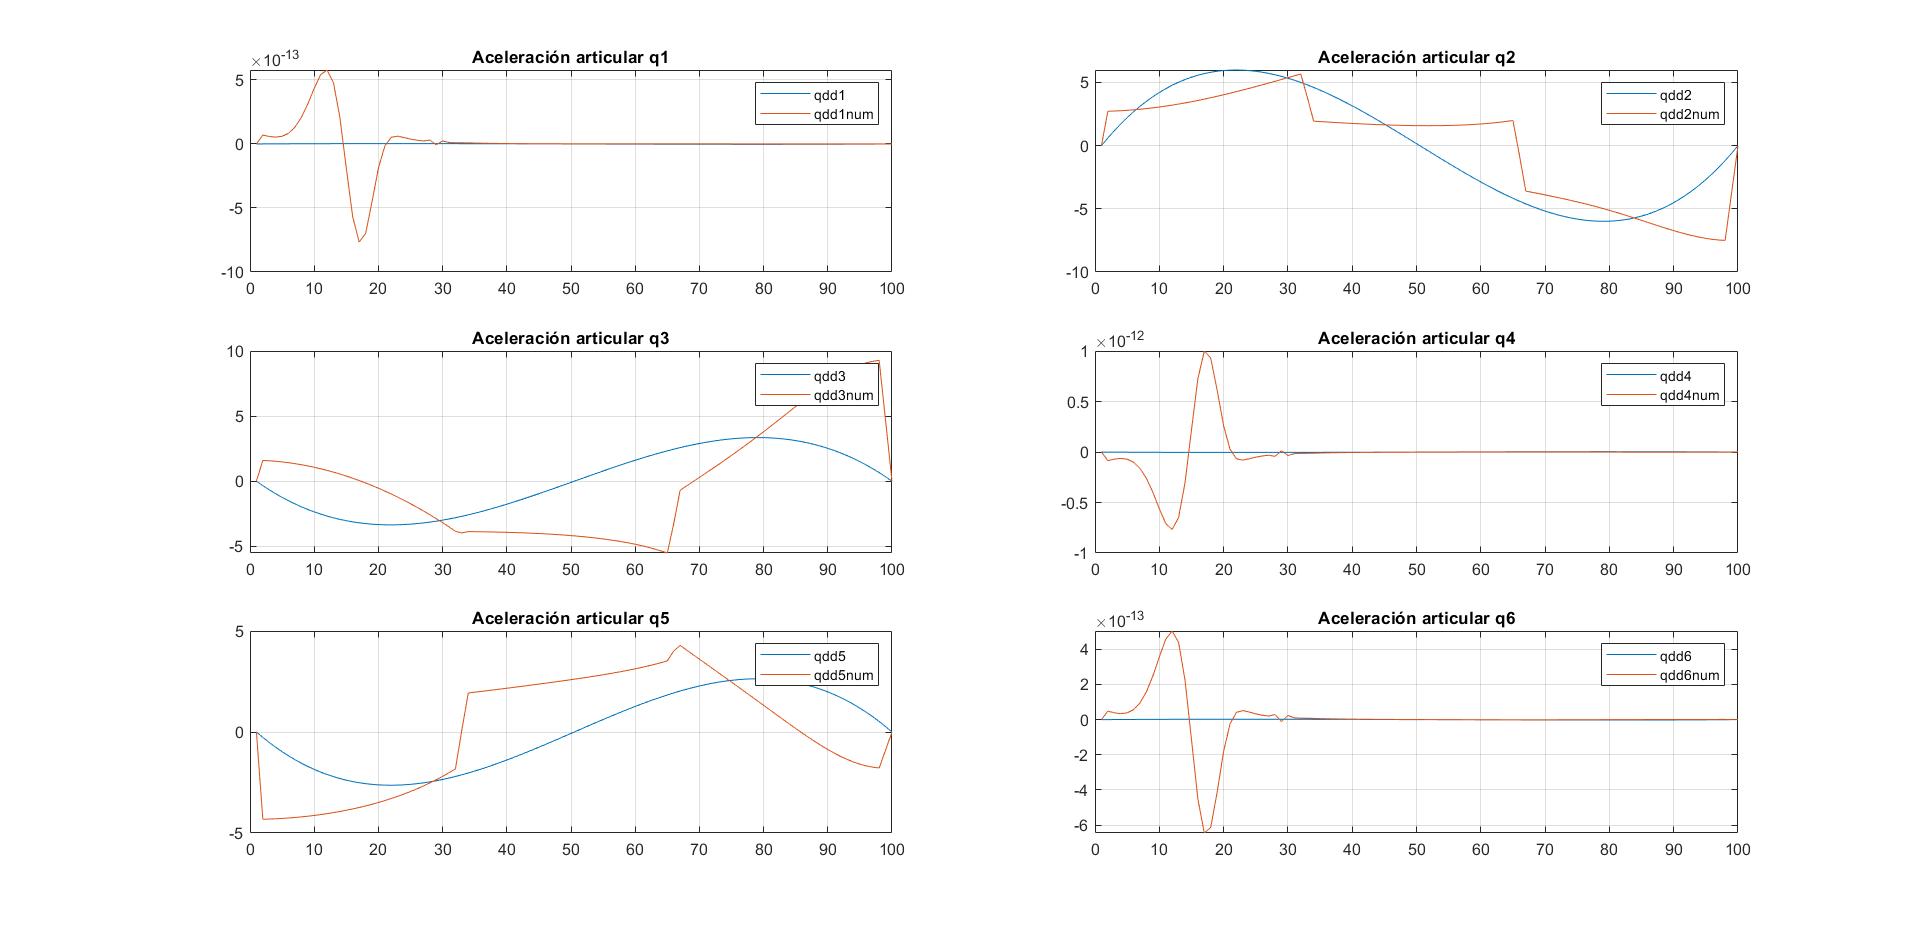 Aceleración articular q1
×10-13
5
0
-5
-10
0 10 20 30 40 50 60 70 80 90 100
qdd1
qdd1num
Aceleración articular q2
5
0
-5
-10
0 10 20 30 40 50 60 70 80 90 100
qdd2
qdd2num
Aceleración articular q3
10
5
0
-5
0 10 20 30 40 50 60 70 80 90 100
qdd3
qdd3num
Aceleración articular q4
×10-12
1
0.5
0
-0.5
-1
0 10 20 30 40 50 60 70 80 90 100
qdd4
qdd4num
Aceleración articular q5
5
0
-5
0 10 20 30 40 50 60 70 80 90 100
qdd5
qdd5num
Aceleración articular q6
×10-13
4
2
0
-2
-4
-6
0 10 20 30 40 50 60 70 80 90 100
qdd6
qdd6num